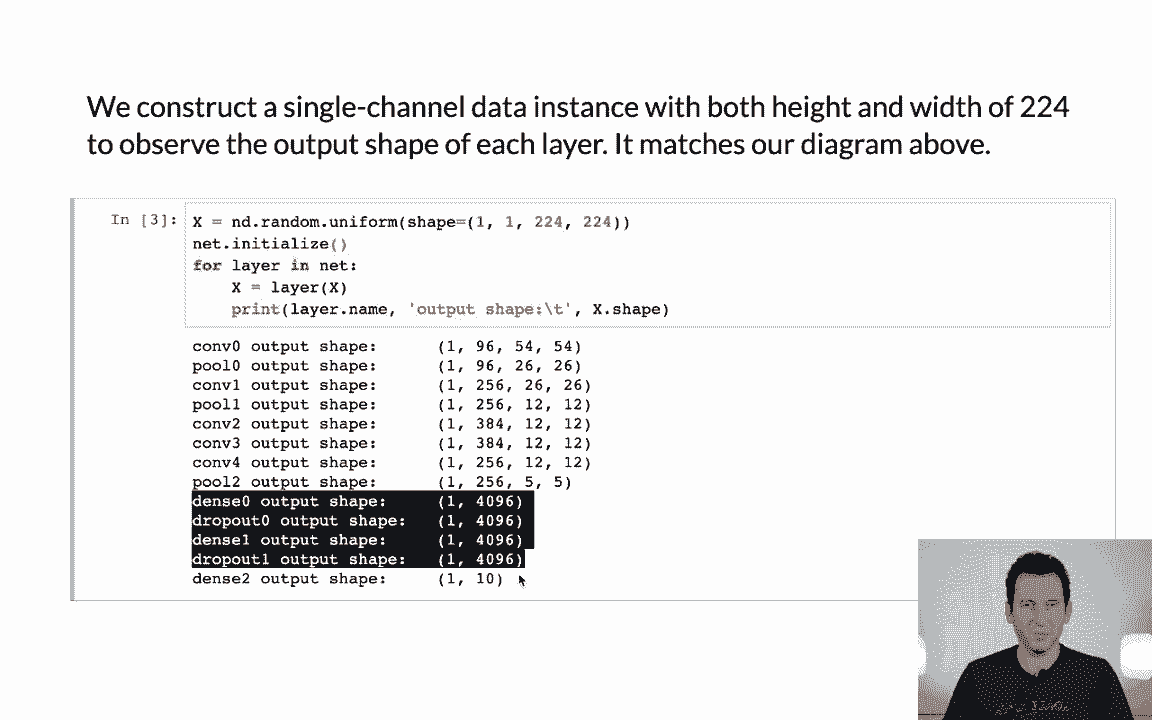 We construct a single-channel data instance with both height and width of 224
to observe the output shape of each layer. It matches our diagram above.
In [3]: X = nd.random.uniform(shape=(1, 1, 224, 224))
net.initialize()
for layer in net:
    X = layer(X)
    print(layer.name, 'output shape:\t', X.shape)
conv0 output shape: (1, 96, 54, 54)
pool0 output shape: (1, 96, 26, 26)
conv1 output shape: (1, 256, 26, 26)
pool1 output shape: (1, 256, 12, 12)
conv2 output shape: (1, 384, 12, 12)
conv3 output shape: (1, 384, 12, 12)
conv4 output shape: (1, 256, 12, 12)
pool2 output shape: (1, 256, 5, 5)
dense0 output shape: (1, 4096)
dropout0 output shape: (1, 4096)
dense1 output shape: (1, 4096)
dropout1 output shape: (1, 4096)
dense2 output shape: (1, 10)